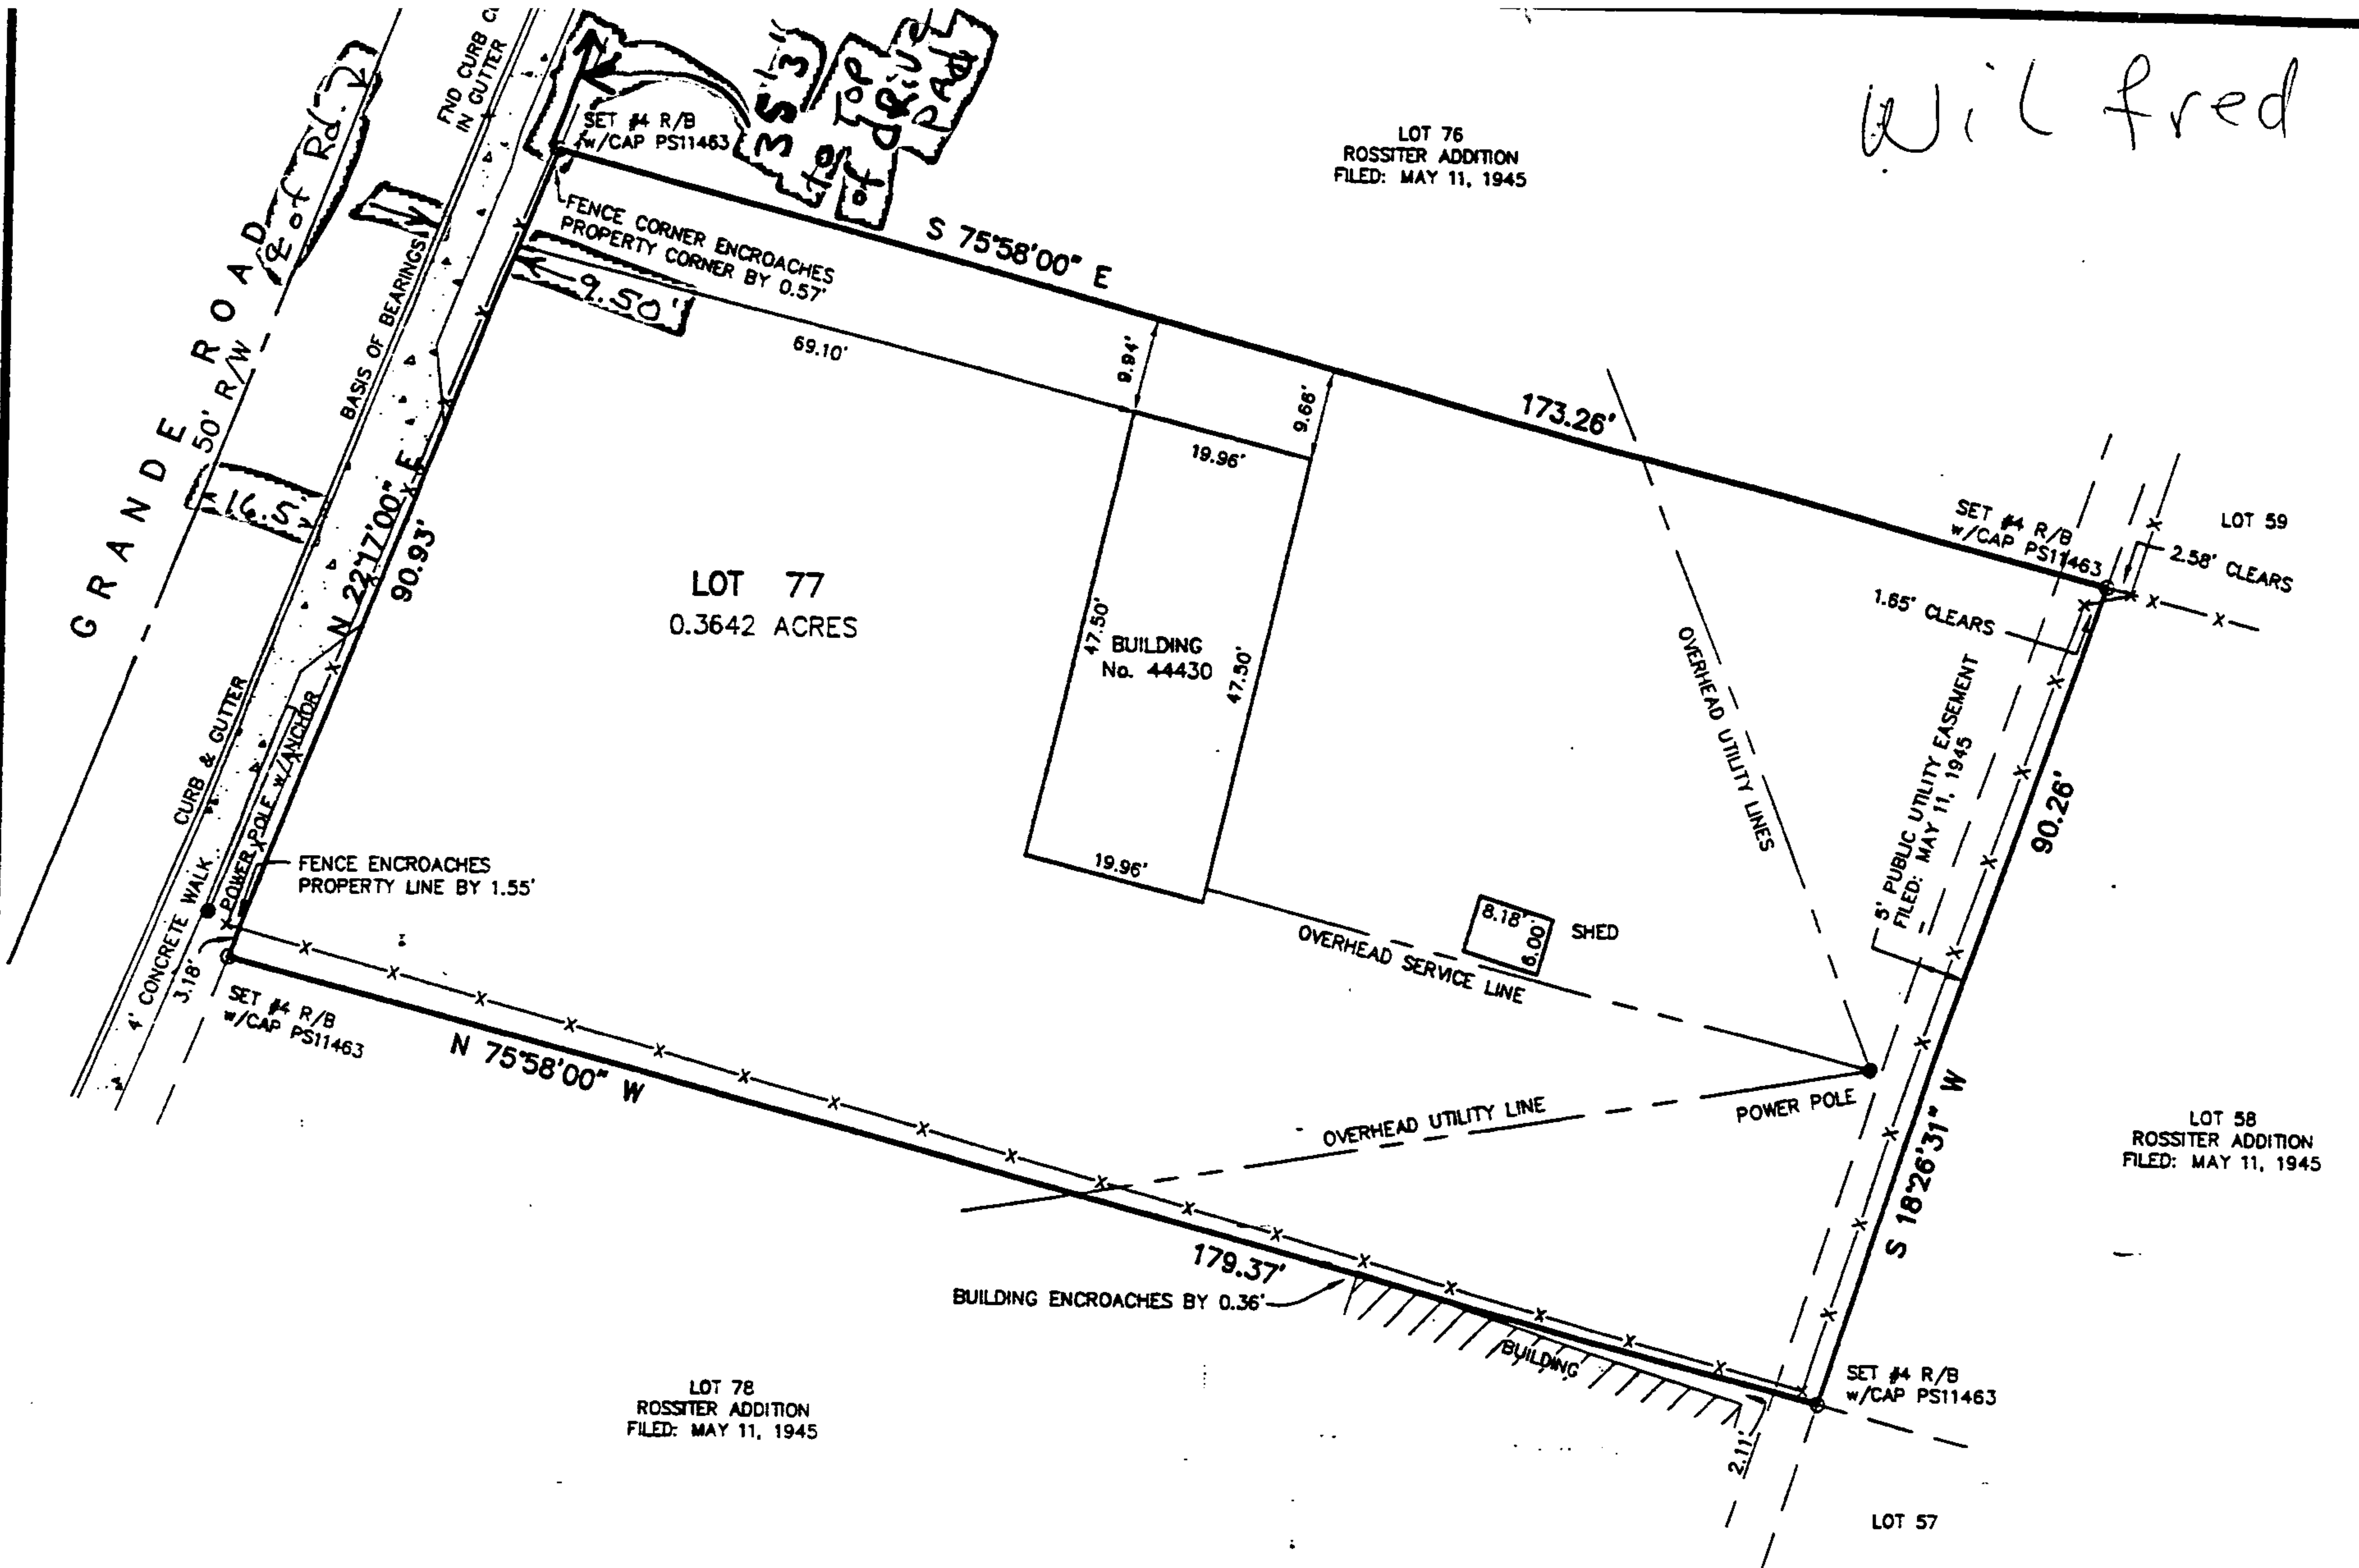 Wilfred
FND CURB
IN GUTTER
℄ of Rd.
35'3"
to Top
of dRive
PAd
SET #4 R/B
w/CAP PS11463
LOT 76
ROSSITER ADDITION
FILED: MAY 11, 1945
FENCE CORNER ENCROACHES
PROPERTY CORNER BY 0.57'
9.50'
S 75°58'00" E
69.10'
9.94'
9.66'
19.96'
173.26'
GRANDE ROAD
50' R/W
BASIS OF BEARINGS
16.5'
N 22°17'00" E
90.93'
LOT 77
0.3642 ACRES
47.50'
BUILDING
No. 44430
47.50'
19.96'
OVERHEAD UTILITY LINES
SET #4 R/B
w/CAP PS11463
LOT 59
2.58' CLEARS
1.65' CLEARS
5' PUBLIC UTILITY EASEMENT
FILED: MAY 11, 1945
90.26'
CURB & GUTTER
POWER POLE w/ANCHOR
4' CONCRETE WALK
FENCE ENCROACHES
PROPERTY LINE BY 1.55'
3.18'
SET #4 R/B
w/CAP PS11463
N 75°58'00" W
8.18'
6.00'
SHED
OVERHEAD SERVICE LINE
OVERHEAD UTILITY LINE
POWER POLE
S 18°26'31" W
LOT 58
ROSSITER ADDITION
FILED: MAY 11, 1945
179.37'
BUILDING ENCROACHES BY 0.36'
BUILDING
SET #4 R/B
w/CAP PS11463
2.11'
LOT 78
ROSSITER ADDITION
FILED: MAY 11, 1945
LOT 57